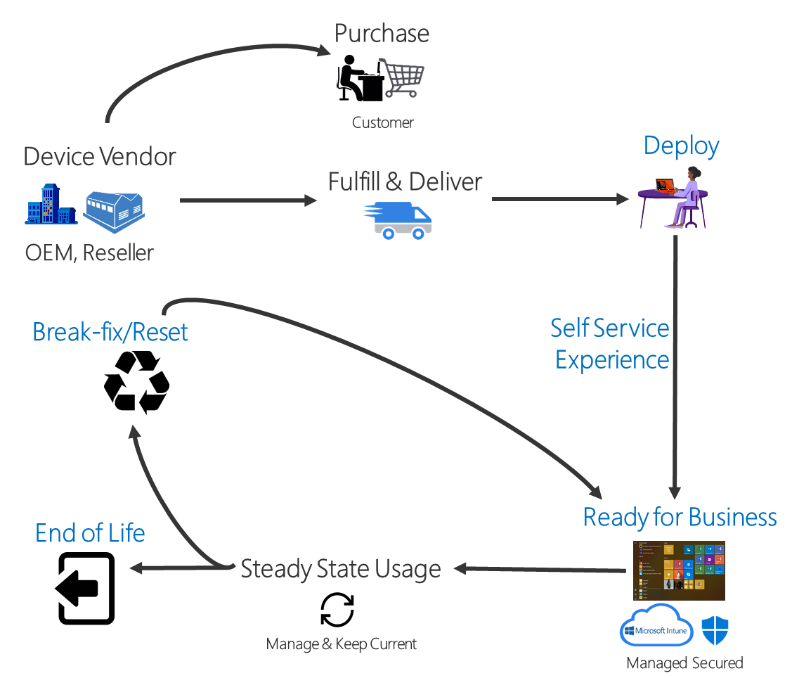 Purchase
Customer
Device Vendor
OEM, Reseller
Fulfill & Deliver
Deploy
Self Service
Experience
Break-fix/Reset
Ready for Business
Microsoft Intune
Managed Secured
Steady State Usage
Manage & Keep Current
End of Life